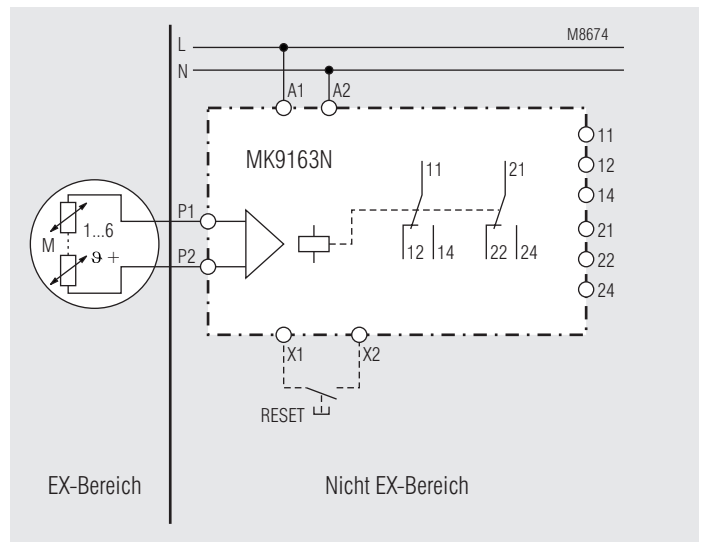 M8674
L
N
A1
A2
MK9163N
11
12
14
21
22
24
11
21
12
14
22
24
P1
P2
M
1...6
ϑ +
X1
X2
RESET
EX-Bereich
Nicht EX-Bereich